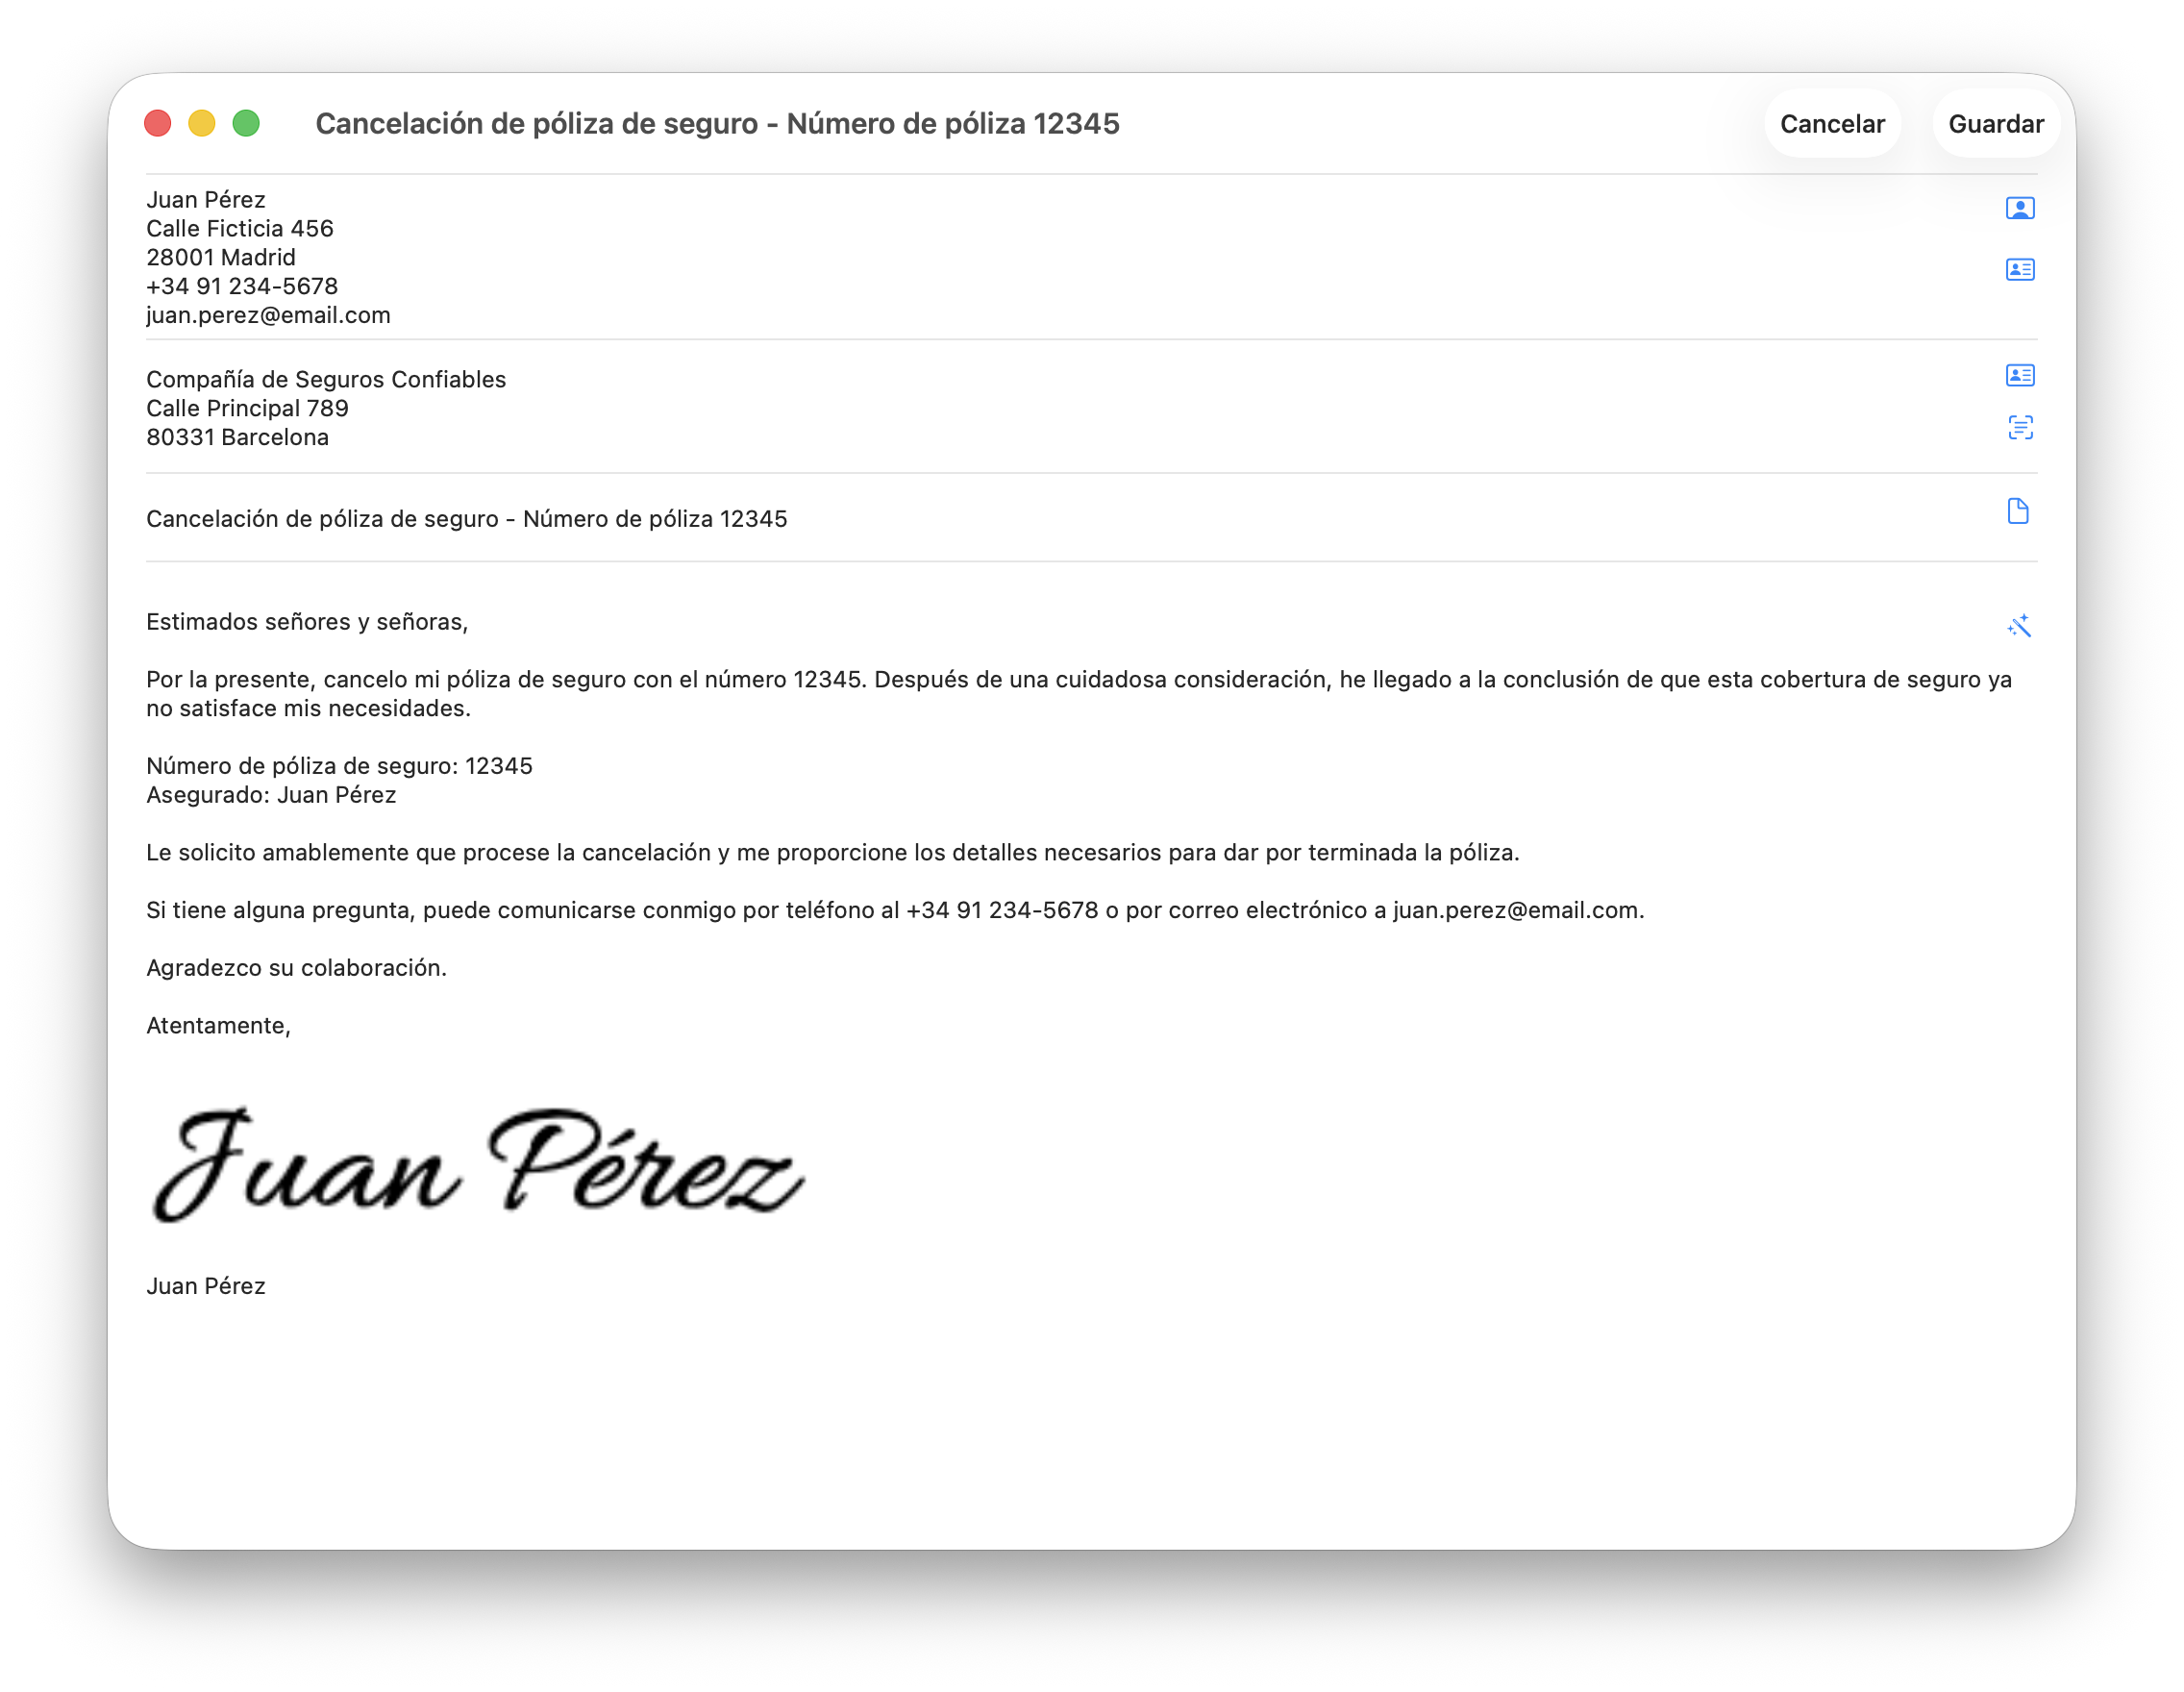 Cancelación de póliza de seguro - Número de póliza 12345
Cancelar
Guardar
Juan Pérez
Calle Ficticia 456
28001 Madrid
+34 91 234-5678
juan.perez@email.com
Compañía de Seguros Confiables
Calle Principal 789
80331 Barcelona
Cancelación de póliza de seguro - Número de póliza 12345
Estimados señores y señoras,
Por la presente, cancelo mi póliza de seguro con el número 12345. Después de una cuidadosa consideración, he llegado a la conclusión de que esta cobertura de seguro ya
no satisface mis necesidades.
Número de póliza de seguro: 12345
Asegurado: Juan Pérez
Le solicito amablemente que procese la cancelación y me proporcione los detalles necesarios para dar por terminada la póliza.
Si tiene alguna pregunta, puede comunicarse conmigo por teléfono al +34 91 234-5678 o por correo electrónico a juan.perez@email.com.
Agradezco su colaboración.
Atentamente,
Juan Pérez
Juan Pérez